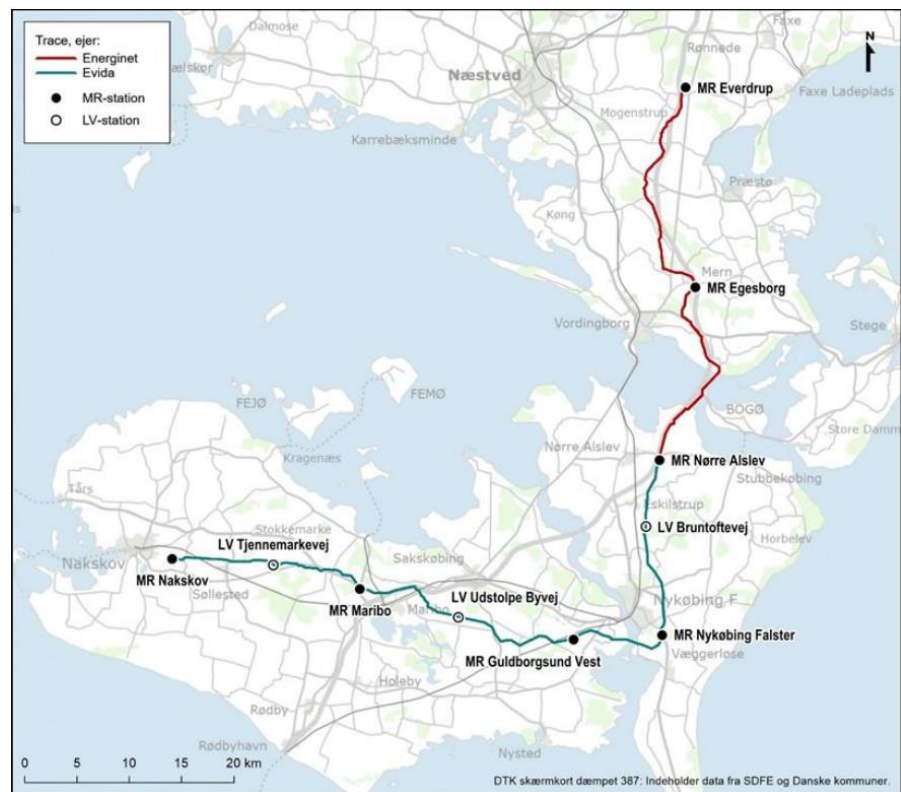 Trace, ejer:
Energinet
Evida
MR-station
LV-station
N
Dalmose
Rønnede
Faxe
Næstved
MR Everdrup
Faxe Ladeplads
Mogenstrup
Karrebæksminde
Præstø
Køng
Mern
MR Egesborg
Vordingborg
Stege
FEMØ
FEJØ
BOGØ
Store Damm
Kragenæs
Nørre Alslev
MR Nørre Alslev
Stubbekøbing
Tårs
Eskilstrup
Stokkemarke
LV Bruntoftevej
Horbelev
LV Tjennemarkevej
Sakskøbing
Nakskov
MR Nakskov
Søllested
MR Maribo
Maribo
LV Udstolpe Byvej
Nykøbing F
MR Nykøbing Falster
Væggerløse
MR Guldborgsund Vest
Holeby
Rødby
Rødbyhavn
Nysted
0 5 10 15 20 km
DTK skærmkort dæmpet 387: Indeholder data fra SDFE og Danske kommuner.